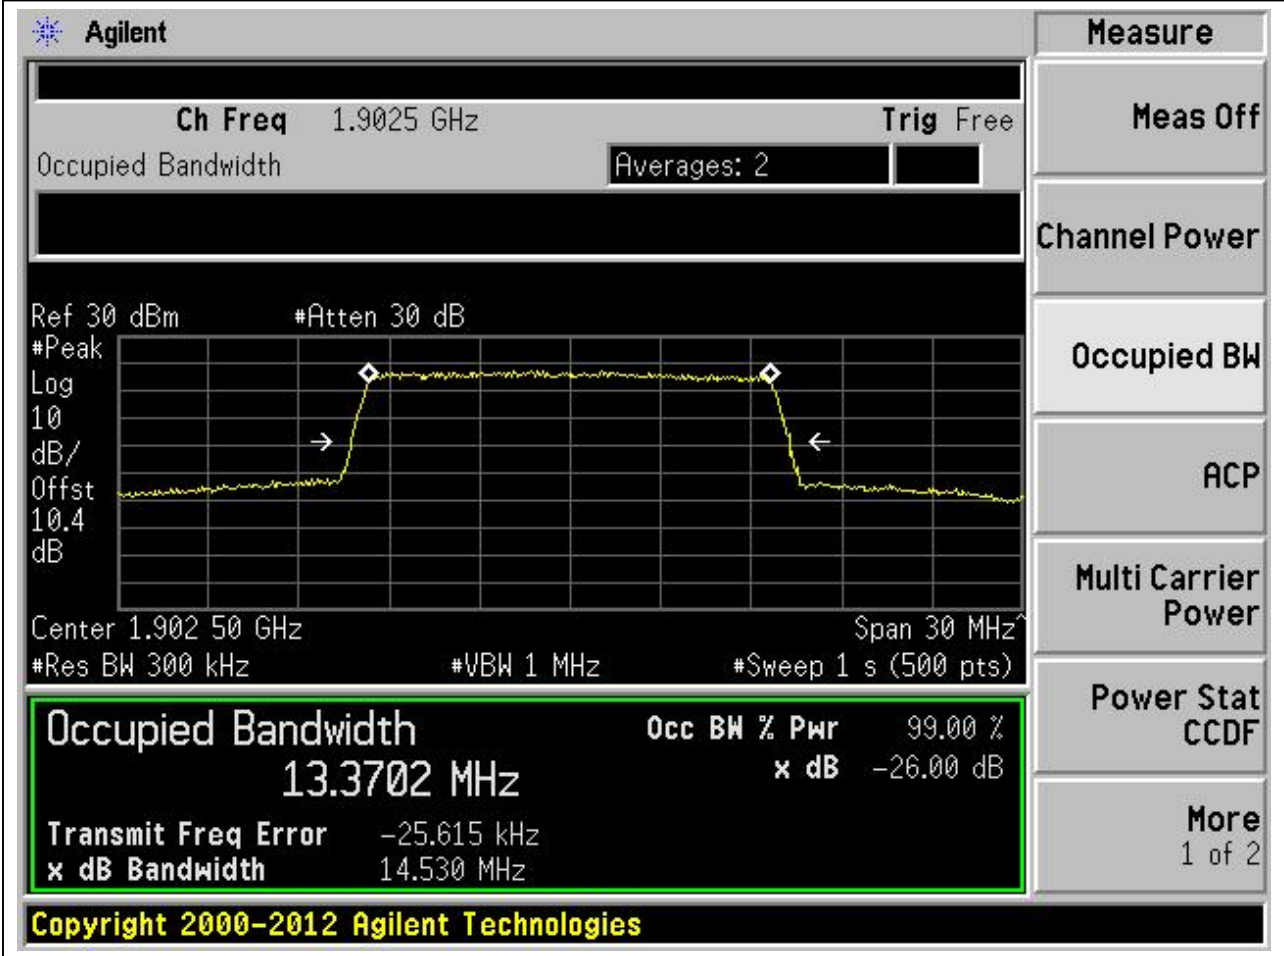 Agilent
Measure
Ch Freq 1.9025 GHz Trig Free
Meas Off
Occupied Bandwidth Averages: 2
Channel Power
Ref 30 dBm #Atten 30 dB
#Peak
Log
10
dB/
Offst
10.4
dB
Occupied BW
ACP
Multi Carrier
Power
Center 1.902 50 GHz Span 30 MHz^
#Res BW 300 kHz #VBW 1 MHz #Sweep 1 s (500 pts)
Occupied Bandwidth Occ BW % Pwr 99.00 %
13.3702 MHz x dB -26.00 dB
Power Stat
CCDF
Transmit Freq Error -25.615 kHz
x dB Bandwidth 14.530 MHz
More
1 of 2
Copyright 2000-2012 Agilent Technologies